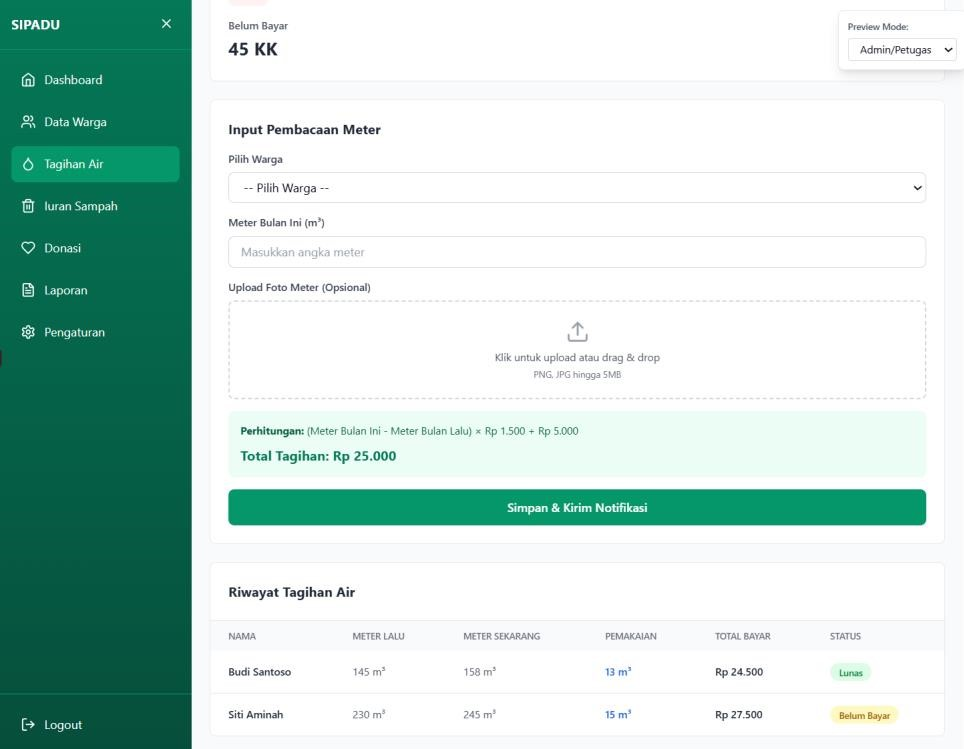 SIPADU
Dashboard
Data Warga
Tagihan Air
Iuran Sampah
Donasi
Laporan
Pengaturan
Logout
Preview Mode:
Admin/Petugas
Belum Bayar
45 KK
Input Pembacaan Meter
Pilih Warga
-- Pilih Warga --
Meter Bulan Ini (m³)
Masukkan angka meter
Upload Foto Meter (Opsional)
Klik untuk upload atau drag & drop
PNG, JPG hingga 5MB
Perhitungan: (Meter Bulan Ini - Meter Bulan Lalu) × Rp 1.500 + Rp 5.000
Total Tagihan: Rp 25.000
Simpan & Kirim Notifikasi
Riwayat Tagihan Air
NAMA METER LALU METER SEKARANG PEMAKAIAN TOTAL BAYAR STATUS
Budi Santoso 145 m³ 158 m³ 13 m³ Rp 24.500 Lunas
Siti Aminah 230 m³ 245 m³ 15 m³ Rp 27.500 Belum Bayar